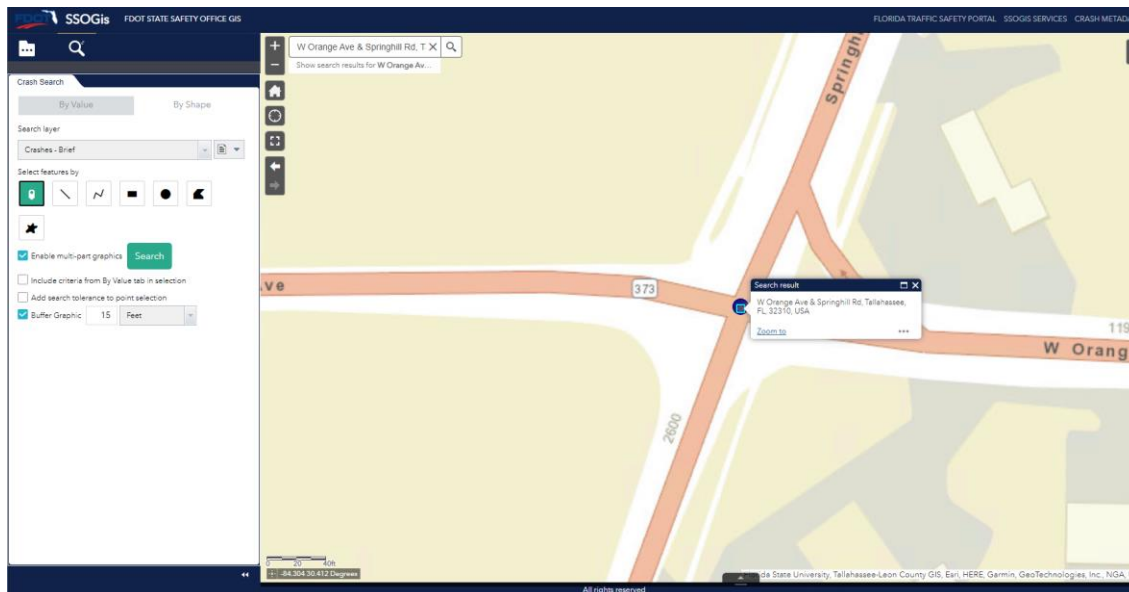 FDOT SSOGis FDOT STATE SAFETY OFFICE GIS FLORIDA TRAFFIC SAFETY PORTAL SSOGIS SERVICES CRASH METADA
Crash Search
By Value By Shape
Search layer
Crashes - Brief
Select features by
Enable multi-part graphics Search
Include criteria from By Value tab in selection
Add search tolerance to point selection
Buffer Graphic 15 Feet
+ W Orange Ave & Springhill Rd, T X
− Show search results for W Orange Av...
Springh
.ve
373
Search result
W Orange Ave & Springhill Rd, Tallahassee,
FL, 32310, USA
Zoom to •••
119
W Orang
2600
0 20 40ft
-84.304 30.412 Degrees
da State University, Tallahassee-Leon County GIS, Esri, HERE, Garmin, GeoTechnologies, Inc., NGA,
All rights reserved